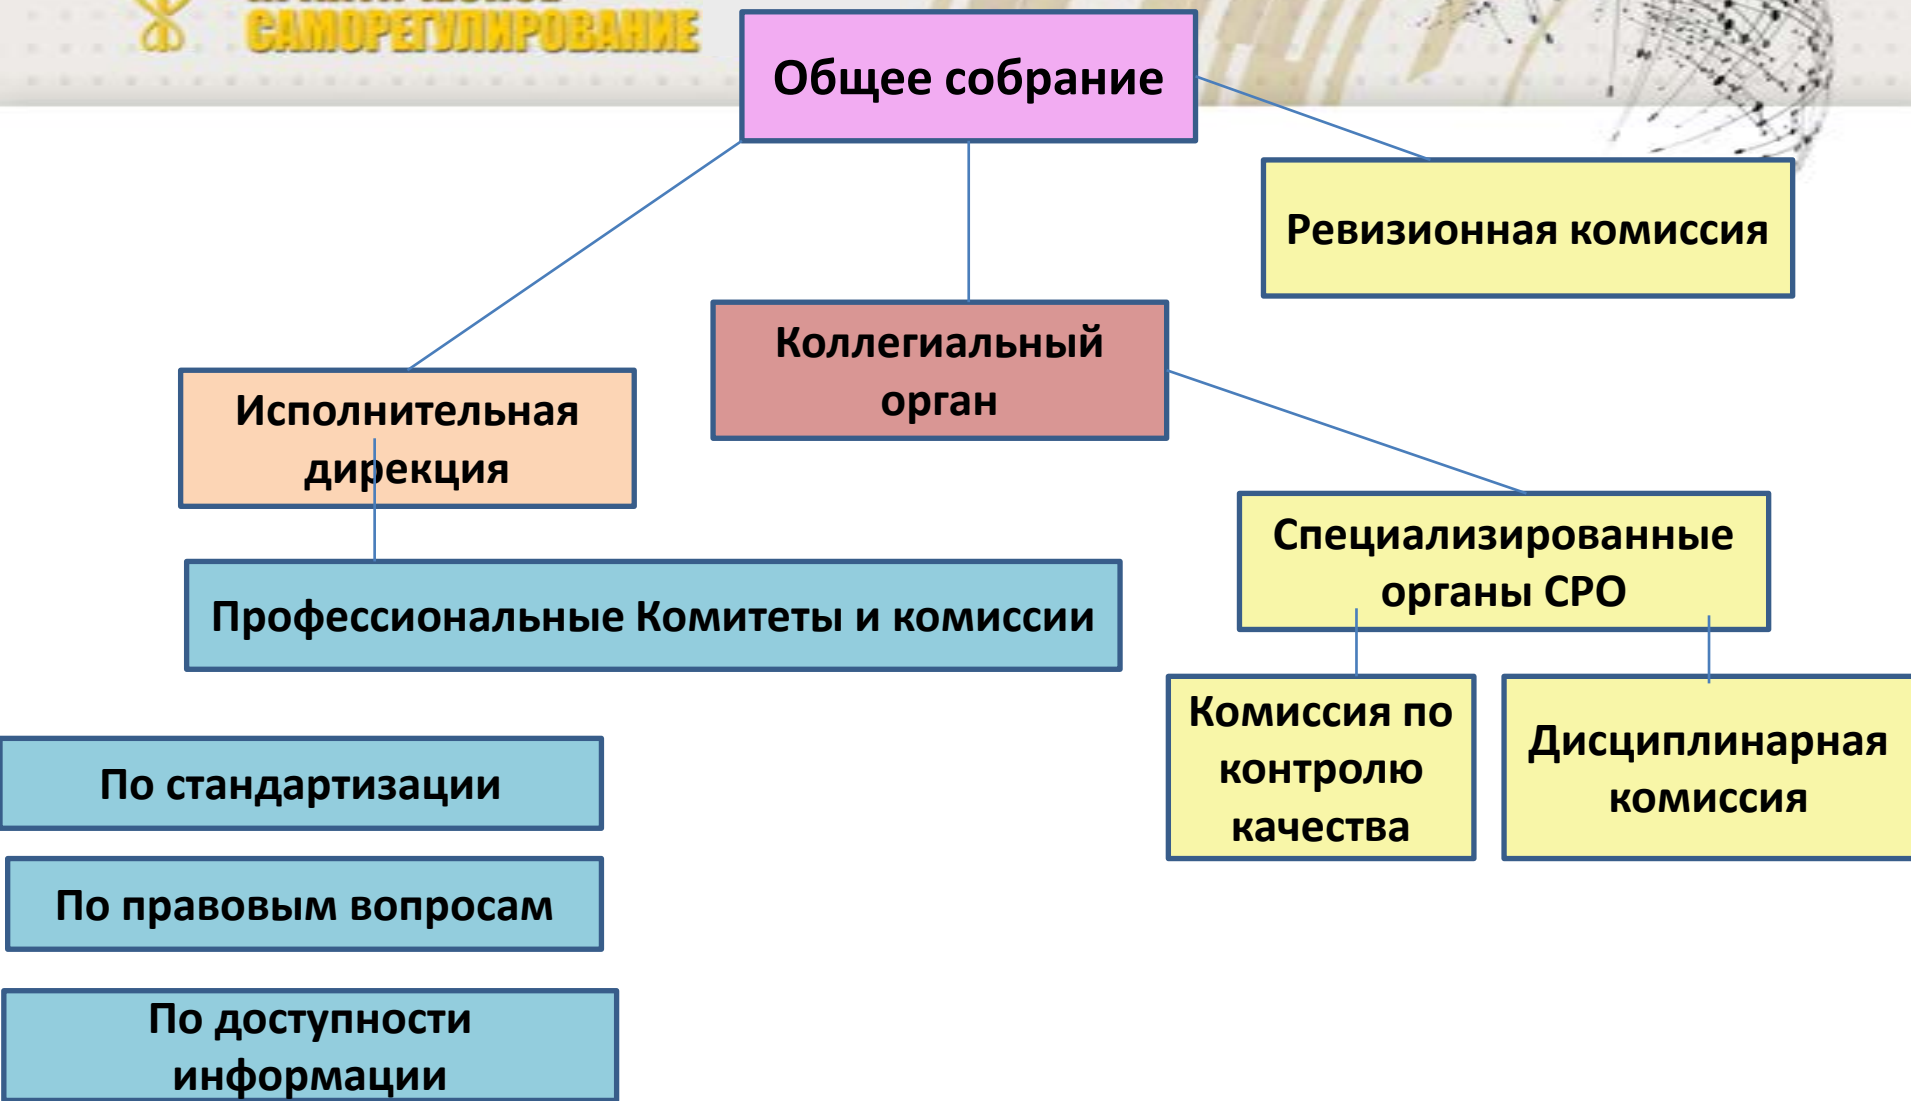 САМОРЕГУЛИРОВАНИЕ
Общее собрание
Ревизионная комиссия
Коллегиальный
орган
Исполнительная
дирекция
Специализированные
органы СРО
Профессиональные Комитеты и комиссии
Комиссия по
контролю
качества
Дисциплинарная
комиссия
По стандартизации
По правовым вопросам
По доступности
информации